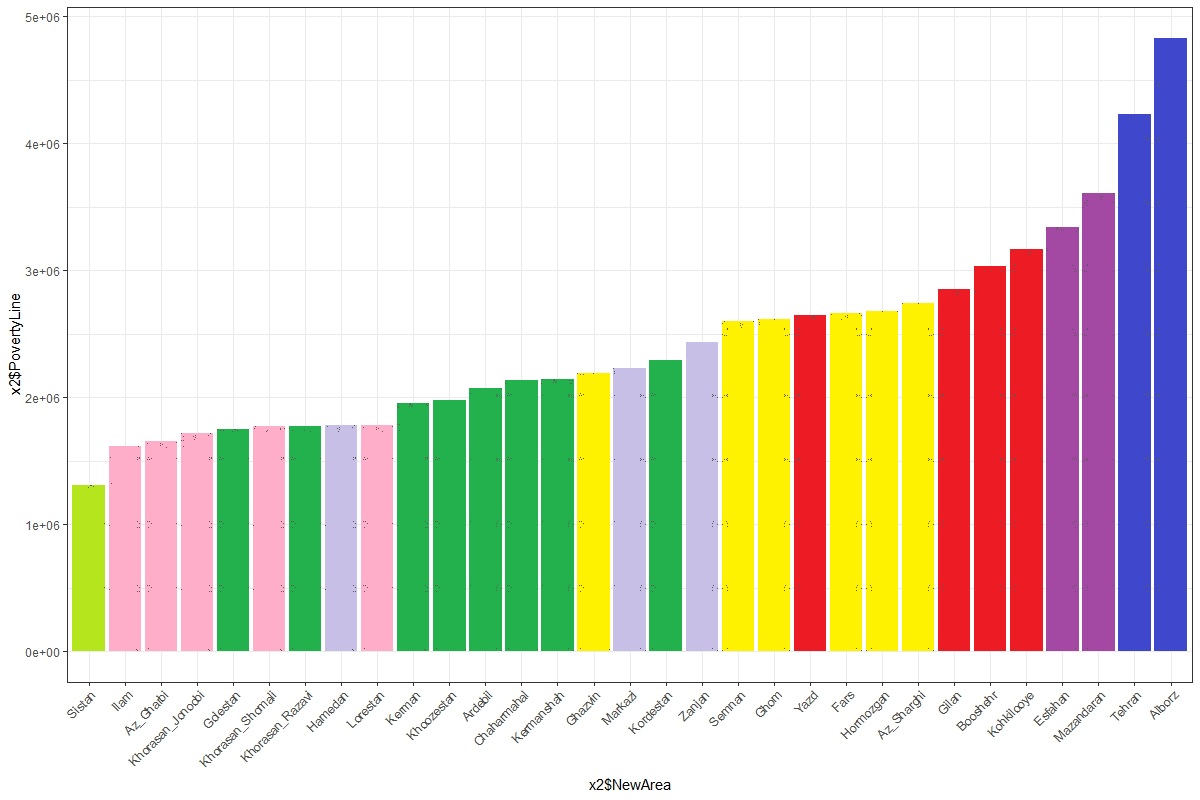 5e+06
4e+06
3e+06
2e+06
1e+06
0e+00
x2$PovertyLine
Sistan
Ilam
Az_Gharbi
Khorasan_Jonoobi
Golestan
Khorasan_Shomali
Khorasan_Razavi
Hamedan
Lorestan
Kerman
Khoozestan
Ardebil
Chaharmahal
Kermanshah
Ghazvin
Markazi
Kordestan
Zanjan
Semnan
Ghom
Yazd
Fars
Hormozgan
Az_Sharghi
Gilan
Booshehr
Kohkilooye
Esfahan
Mazandaran
Tehran
Alborz
x2$NewArea